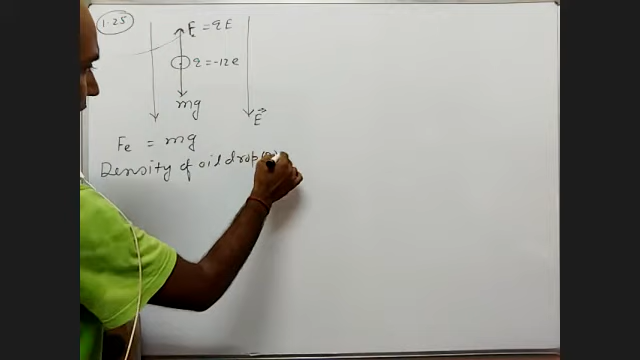 1.25
F = qE
q = -12e
mg
E
Fe = mg
Density of oil drop